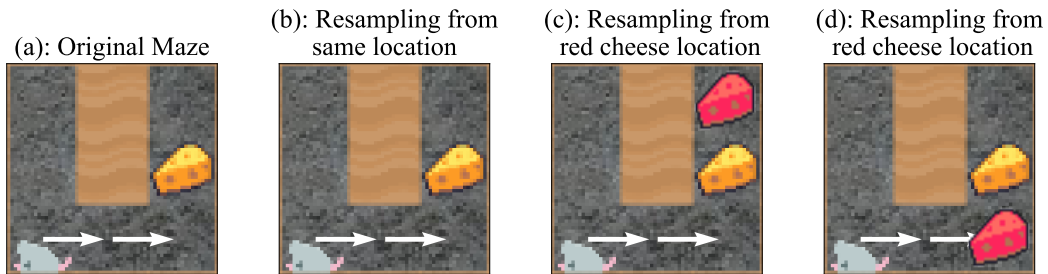 (a): Original Maze
(b): Resampling from
same location
(c): Resampling from
red cheese location
(d): Resampling from
red cheese location